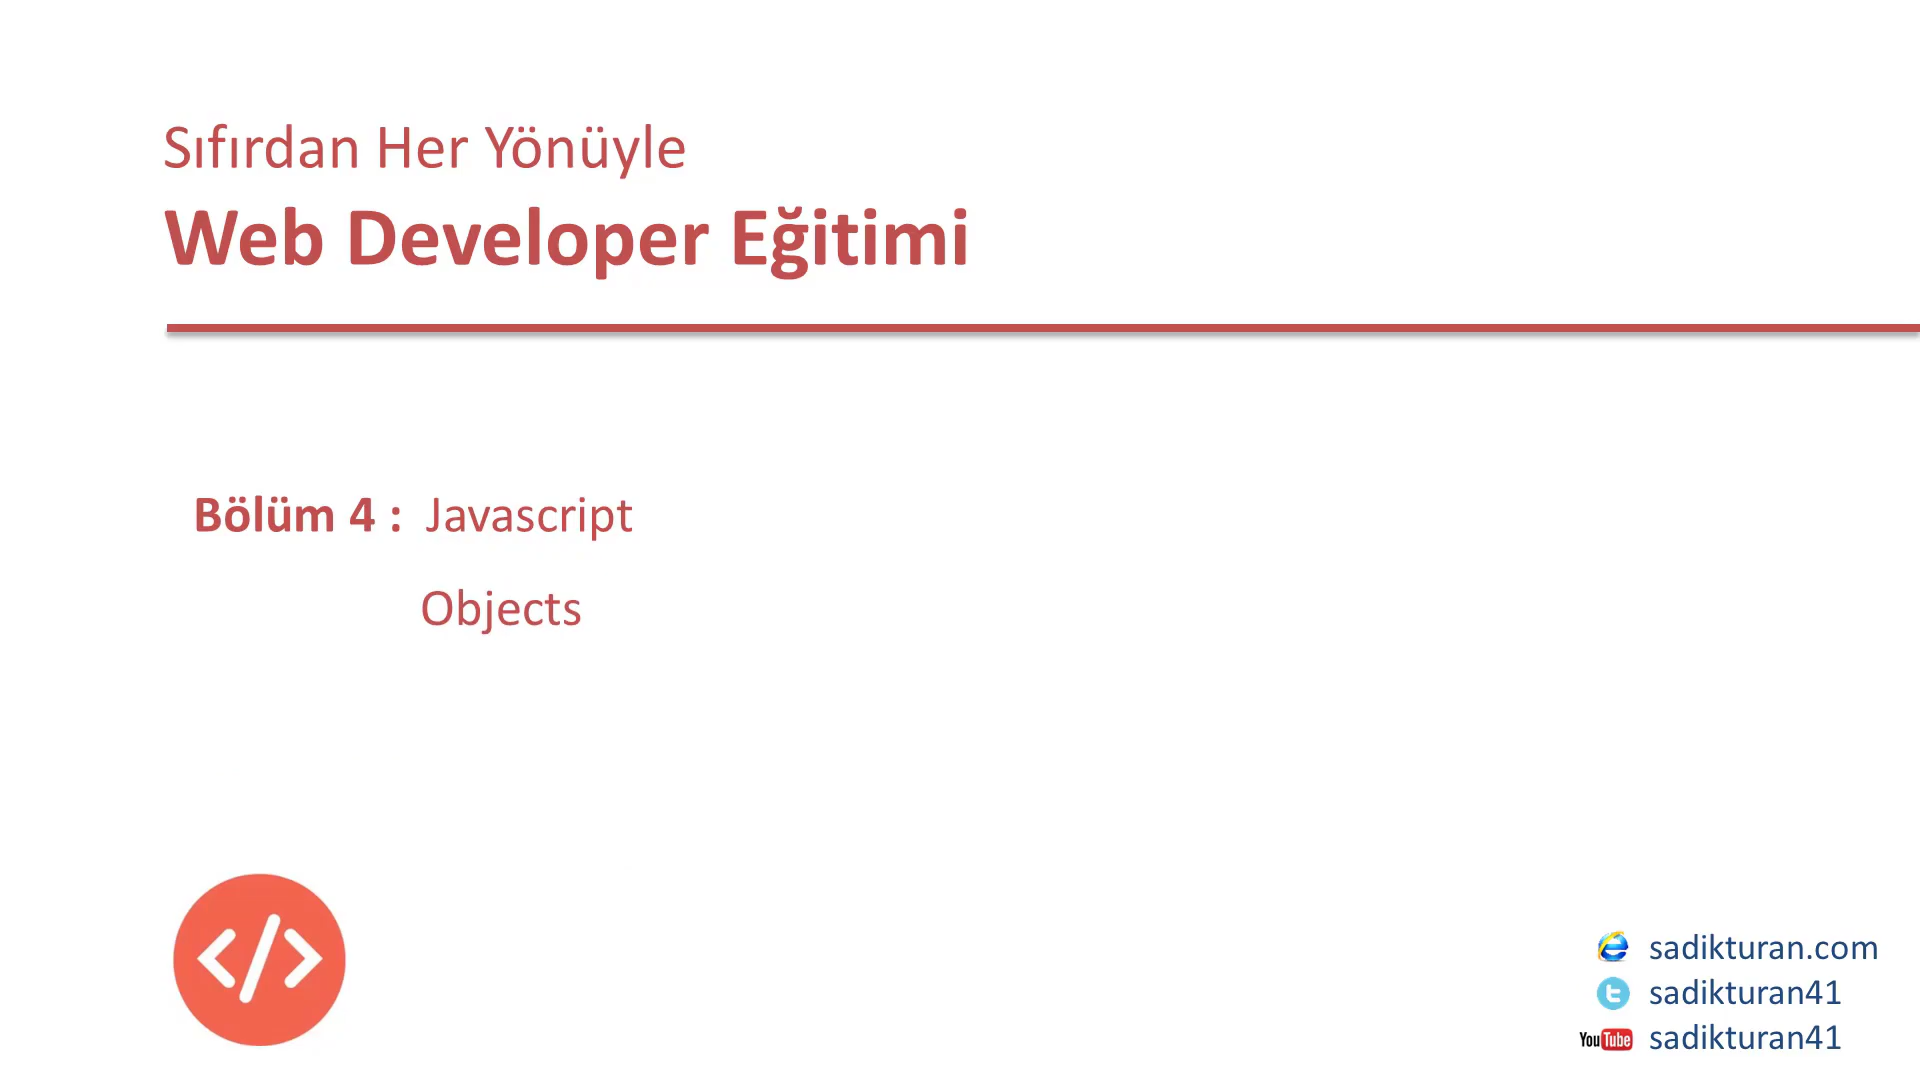 Sıfırdan Her Yönüyle
Web Developer Eğitimi
Bölüm 4 : Javascript
Objects
</>
sadikturan.com
sadikturan41
YouTube sadikturan41